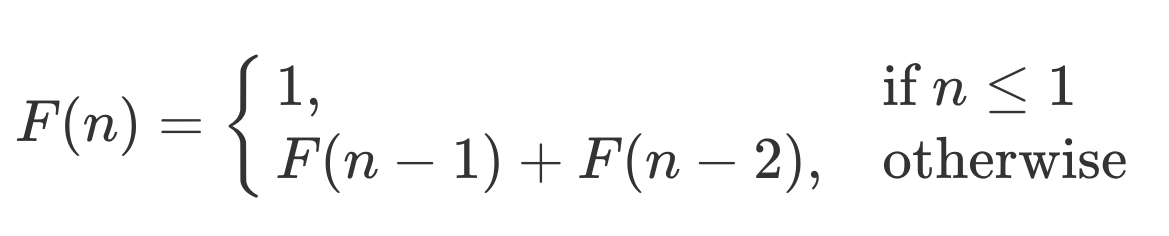 F(n) = { 1, if n ≤ 1
F(n − 1) + F(n − 2), otherwise